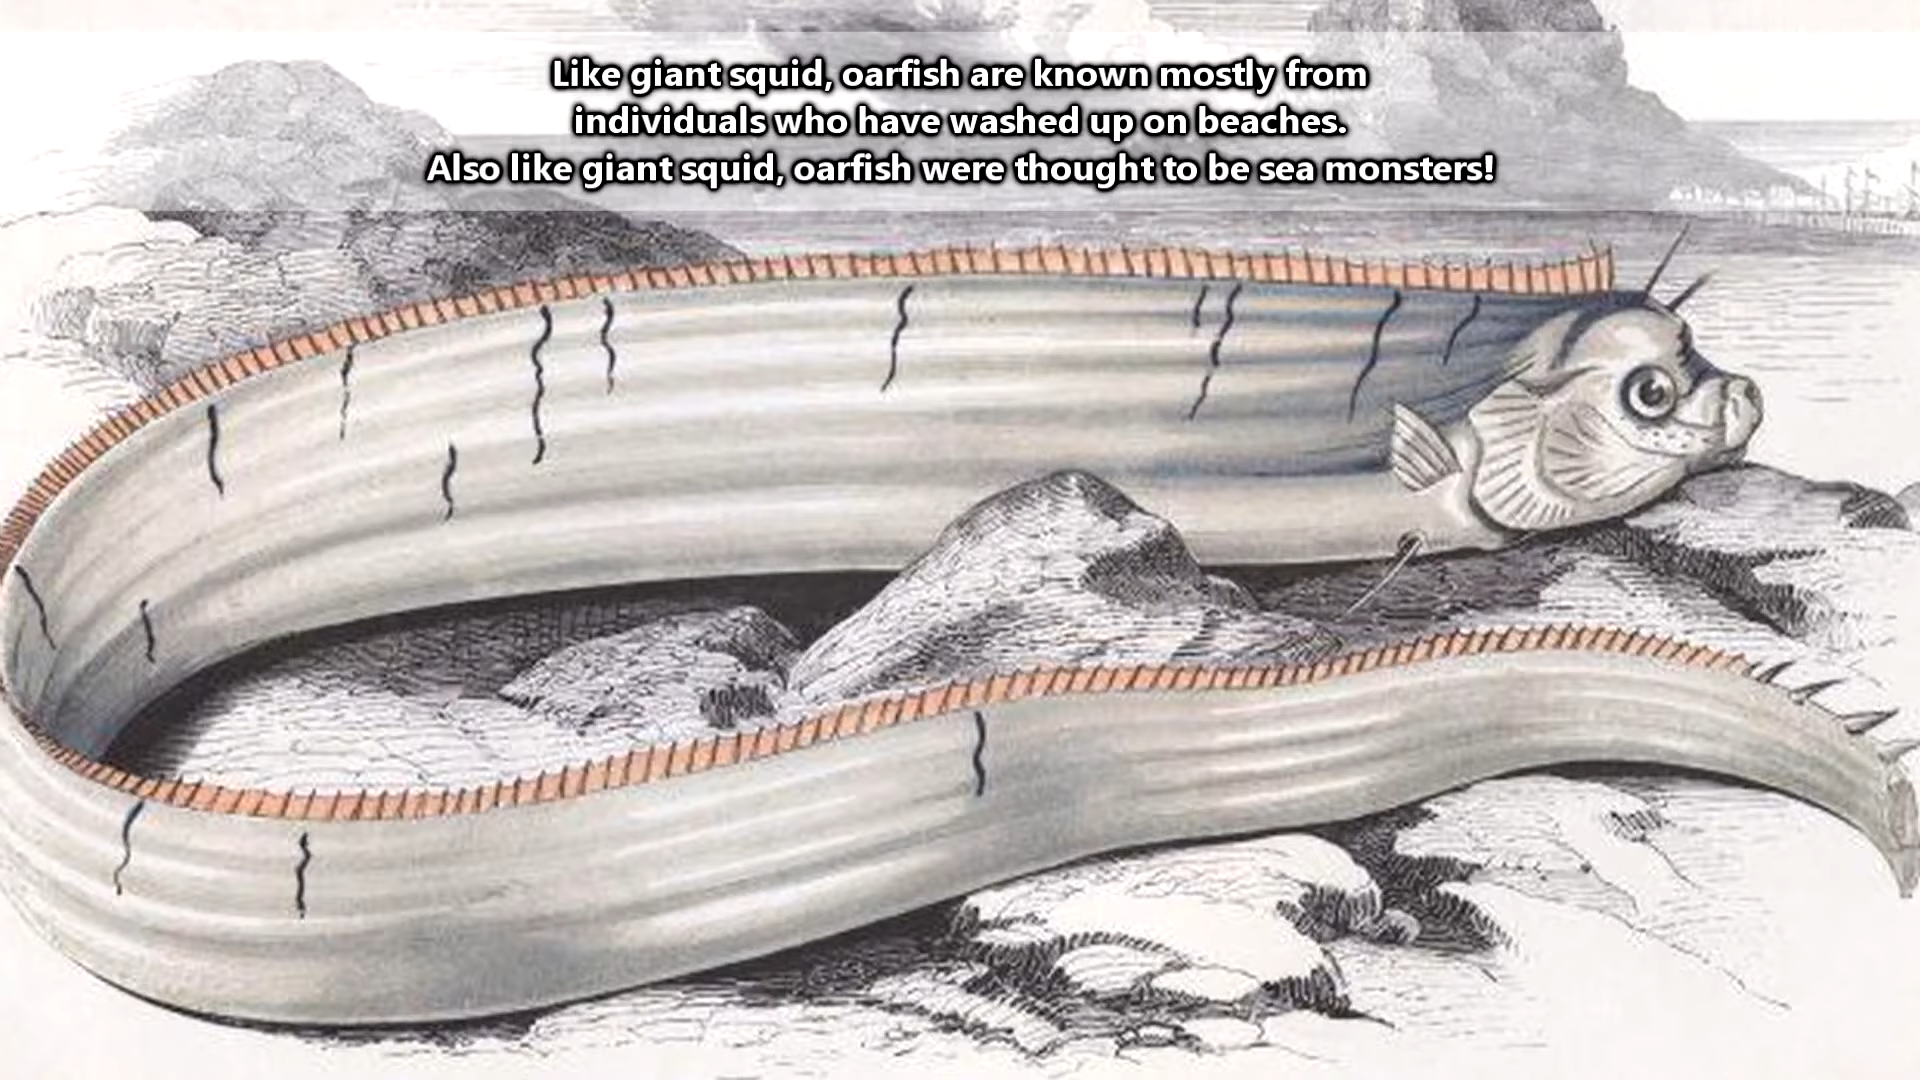 Like giant squid, oarfish are known mostly from
individuals who have washed up on beaches.
Also like giant squid, oarfish were thought to be sea monsters!